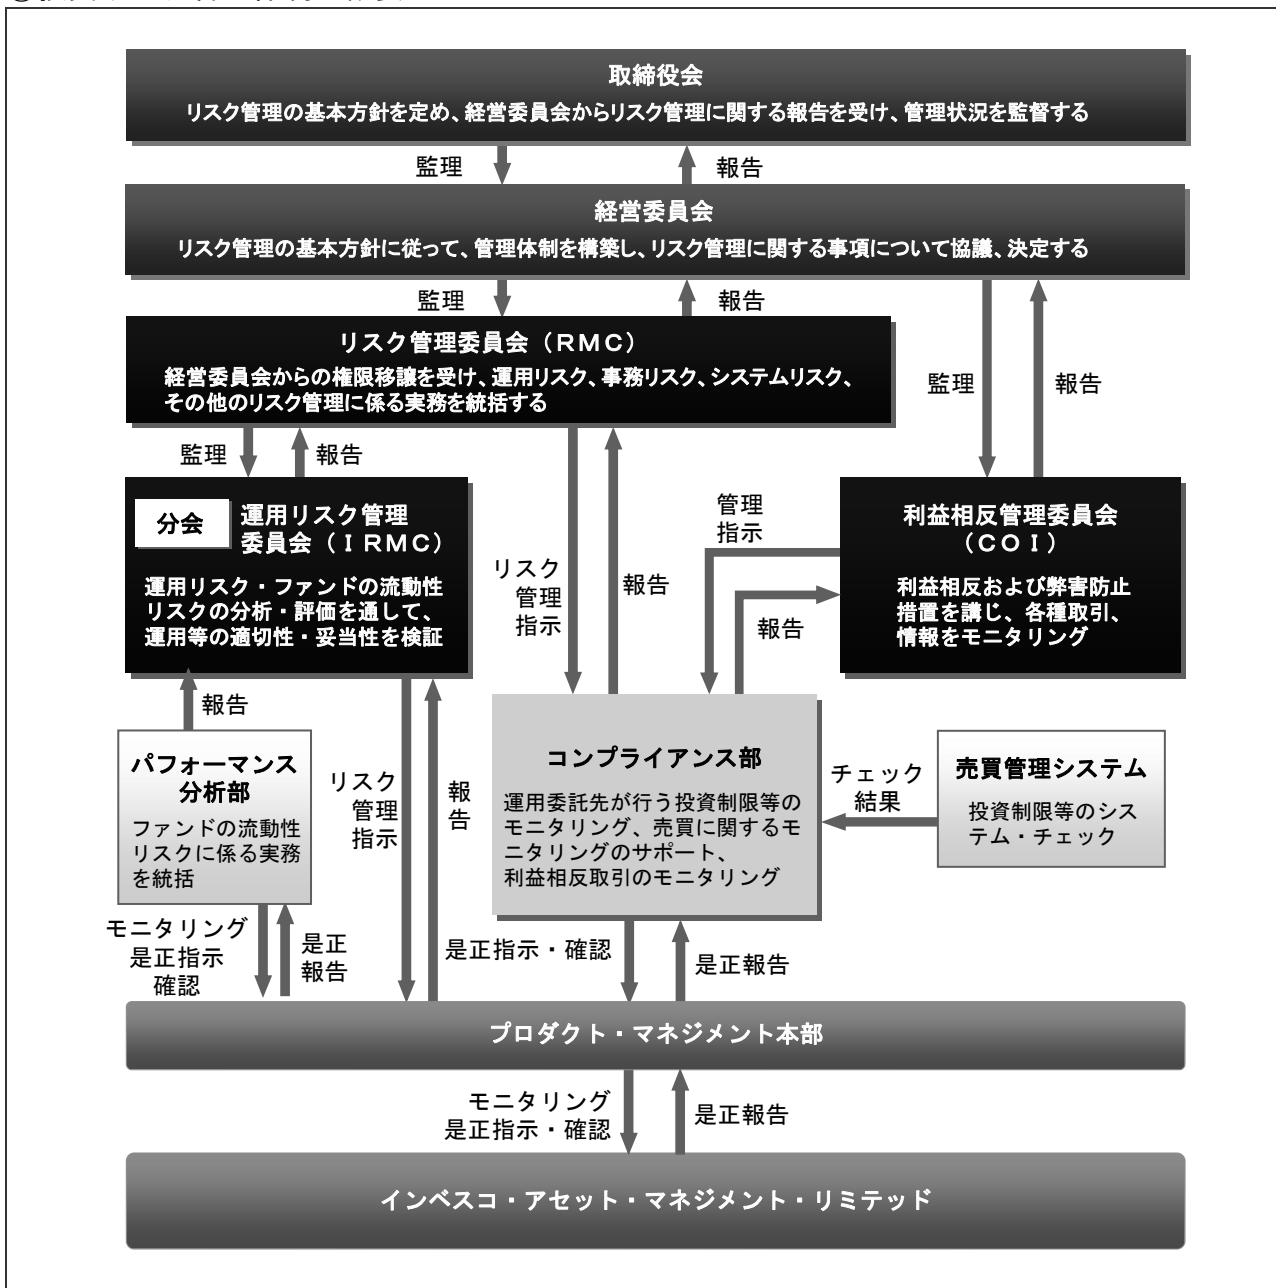 取締役会
リスク管理の基本方針を定め、経営委員会からリスク管理に関する報告を受け、管理状況を監督する
監理
報告
経営委員会
リスク管理の基本方針に従って、管理体制を構築し、リスク管理に関する事項について協議、決定する
監理
報告
リスク管理委員会（ＲＭＣ）
経営委員会からの権限移譲を受け、運用リスク、事務リスク、システムリスク、
その他のリスク管理に係る実務を統括する
監理
報告
監理
報告
分会
運用リスク管理
委員会（ＩＲＭＣ）
運用リスク・ファンドの流動性
リスクの分析・評価を通して、
運用等の適切性・妥当性を検証
リスク
管理
指示
報告
管理
指示
報告
利益相反管理委員会
（ＣＯＩ）
利益相反および弊害防止
措置を講じ、各種取引、
情報をモニタリング
報告
パフォーマンス
分析部
ファンドの流動性
リスクに係る実務
を統括
リスク
管理
指示
報
告
コンプライアンス部
運用委託先が行う投資制限等の
モニタリング、売買に関するモ
ニタリングのサポート、
利益相反取引のモニタリング
チェック
結果
売買管理システム
投資制限等のシス
テム・チェック
モニタリング
是正指示
確認
是正
報告
是正指示・確認
是正報告
プロダクト・マネジメント本部
モニタリング
是正指示・確認
是正報告
インベスコ・アセット・マネジメント・リミテッド